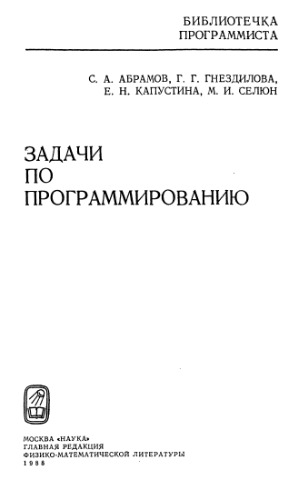 БИБЛИОТЕЧКА
ПРОГРАММИСТА
С. А. АБРАМОВ, Г. Г. ГНЕЗДИЛОВА,
Е. Н. КАПУСТИНА, М. И. СЕЛЮН
ЗАДАЧИ
ПО
ПРОГРАММИРОВАНИЮ
МОСКВА «НАУКА»
ГЛАВНАЯ РЕДАКЦИЯ
ФИЗИКО-МАТЕМАТИЧЕСКОЙ ЛИТЕРАТУРЫ
1988